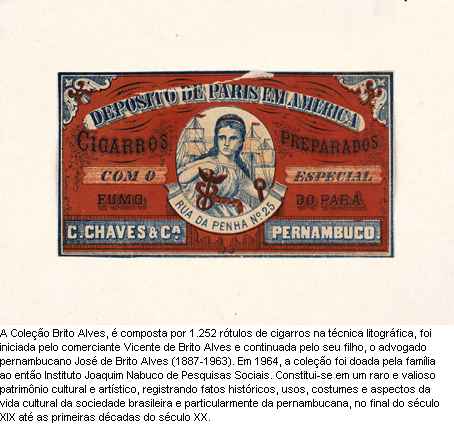 DEPOSITO DE PARIS EM AMERICA
CIGARROS PREPARADOS
COM O ESPECIAL
FUMO DO PARÁ
RUA DA PENHA Nº 25
C. CHAVES & Cª PERNAMBUCO
A Coleção Brito Alves, é composta por 1.252 rótulos de cigarros na técnica litográfica, foi
iniciada pelo comerciante Vicente de Brito Alves e continuada pelo seu filho, o advogado
pernambucano José de Brito Alves (1887-1963). Em 1964, a coleção foi doada pela família
ao então Instituto Joaquim Nabuco de Pesquisas Sociais. Constitui-se em um raro e valioso
patrimônio cultural e artístico, registrando fatos históricos, usos, costumes e aspectos da
vida cultural da sociedade brasileira e particularmente da pernambucana, no final do século
XIX até as primeiras décadas do século XX.